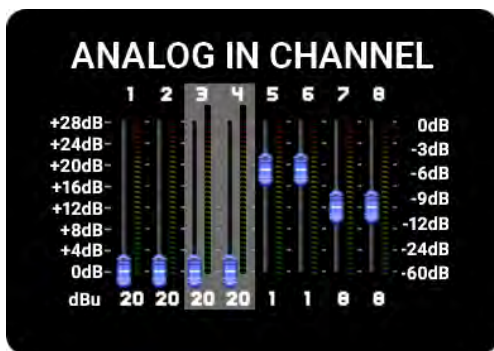 ANALOG IN CHANNEL
1 2 3 4 5 6 7 8
+28dB 0dB
+24dB -3dB
+20dB -6dB
+16dB -9dB
+12dB -12dB
+8dB
+4dB -24dB
0dB -60dB
dBu 20 20 20 20 1 1 8 8